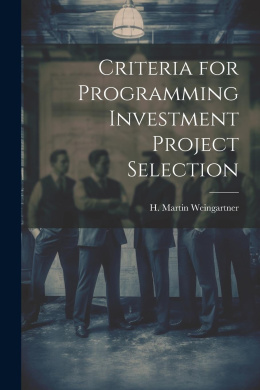 Criteria for
Programming
Investment
Project
Selection
H. Martin Weingartner